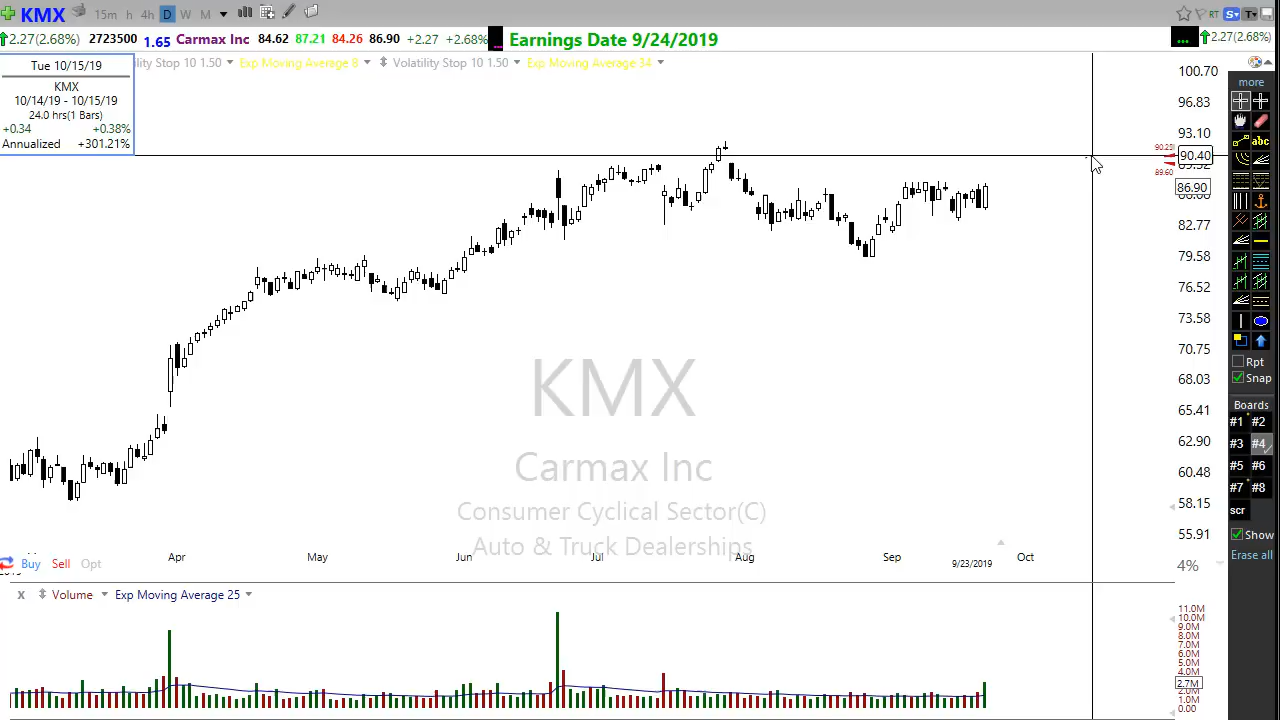 KMX 15m h 4h D W M RT S T
2.27(2.68%) 2723500 1.65 Carmax Inc 84.62 87.21 84.26 86.90 +2.27 +2.68% Earnings Date 9/24/2019 ... 2.27(2.68%)
Tue 10/15/19
KMX
10/14/19 - 10/15/19
24.0 hrs(1 Bars)
+0.34 +0.38%
Annualized +301.21%
lity Stop 10 1.50 Exp Moving Average 8 Volatility Stop 10 1.50 Exp Moving Average 34
100.70
96.83
93.10
90.25
90.40
89.60
86.90
82.77
79.58
76.52
73.58
70.75
68.03
65.41
62.90
60.48
58.15
55.91
4%
more
abc
Rpt
Snap
Boards
#1 #2
#3 #4
#5 #6
#7 #8
scr
Show
Erase all
KMX
Carmax Inc
Consumer Cyclical Sector(C)
Auto & Truck Dealerships
Apr May Jun Jul Aug Sep 9/23/2019 Oct
Buy Sell Opt
x Volume Exp Moving Average 25
11.0M
10.0M
9.0M
8.0M
7.0M
6.0M
5.0M
4.0M
2.7M
2.0M
1.0M
0.00